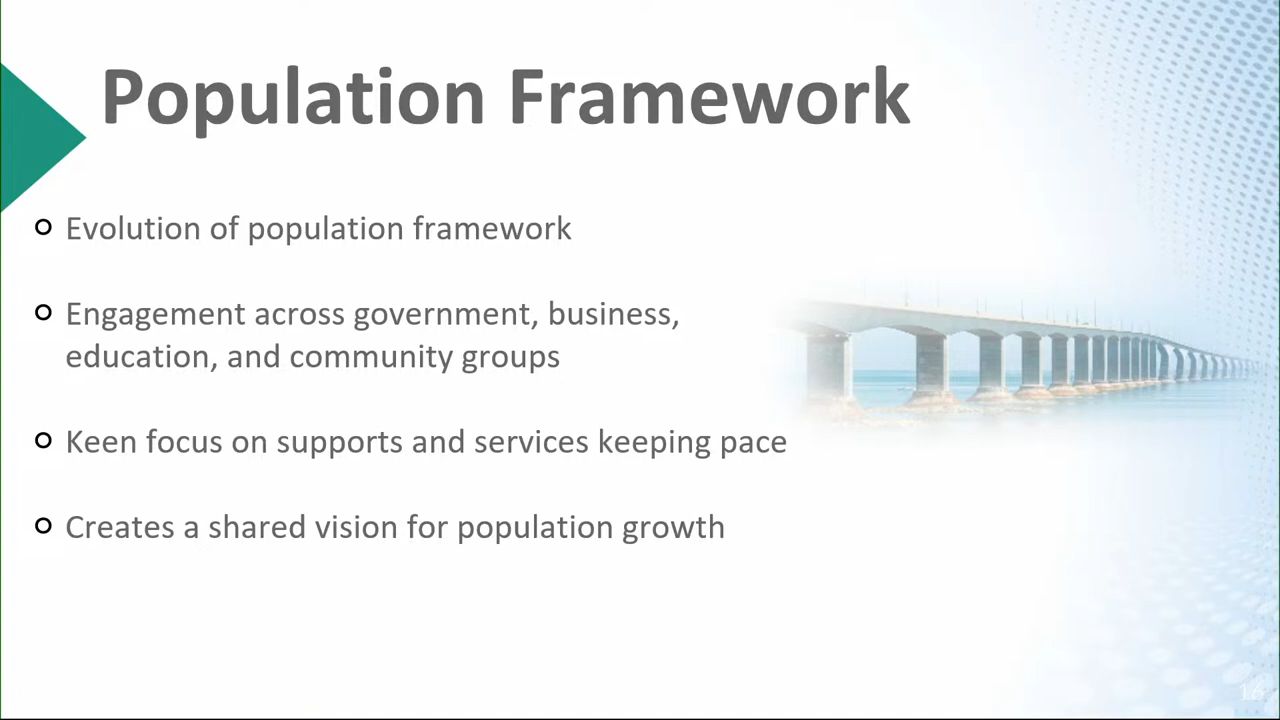 Population Framework
Evolution of population framework
Engagement across government, business,
education, and community groups
Keen focus on supports and services keeping pace
Creates a shared vision for population growth